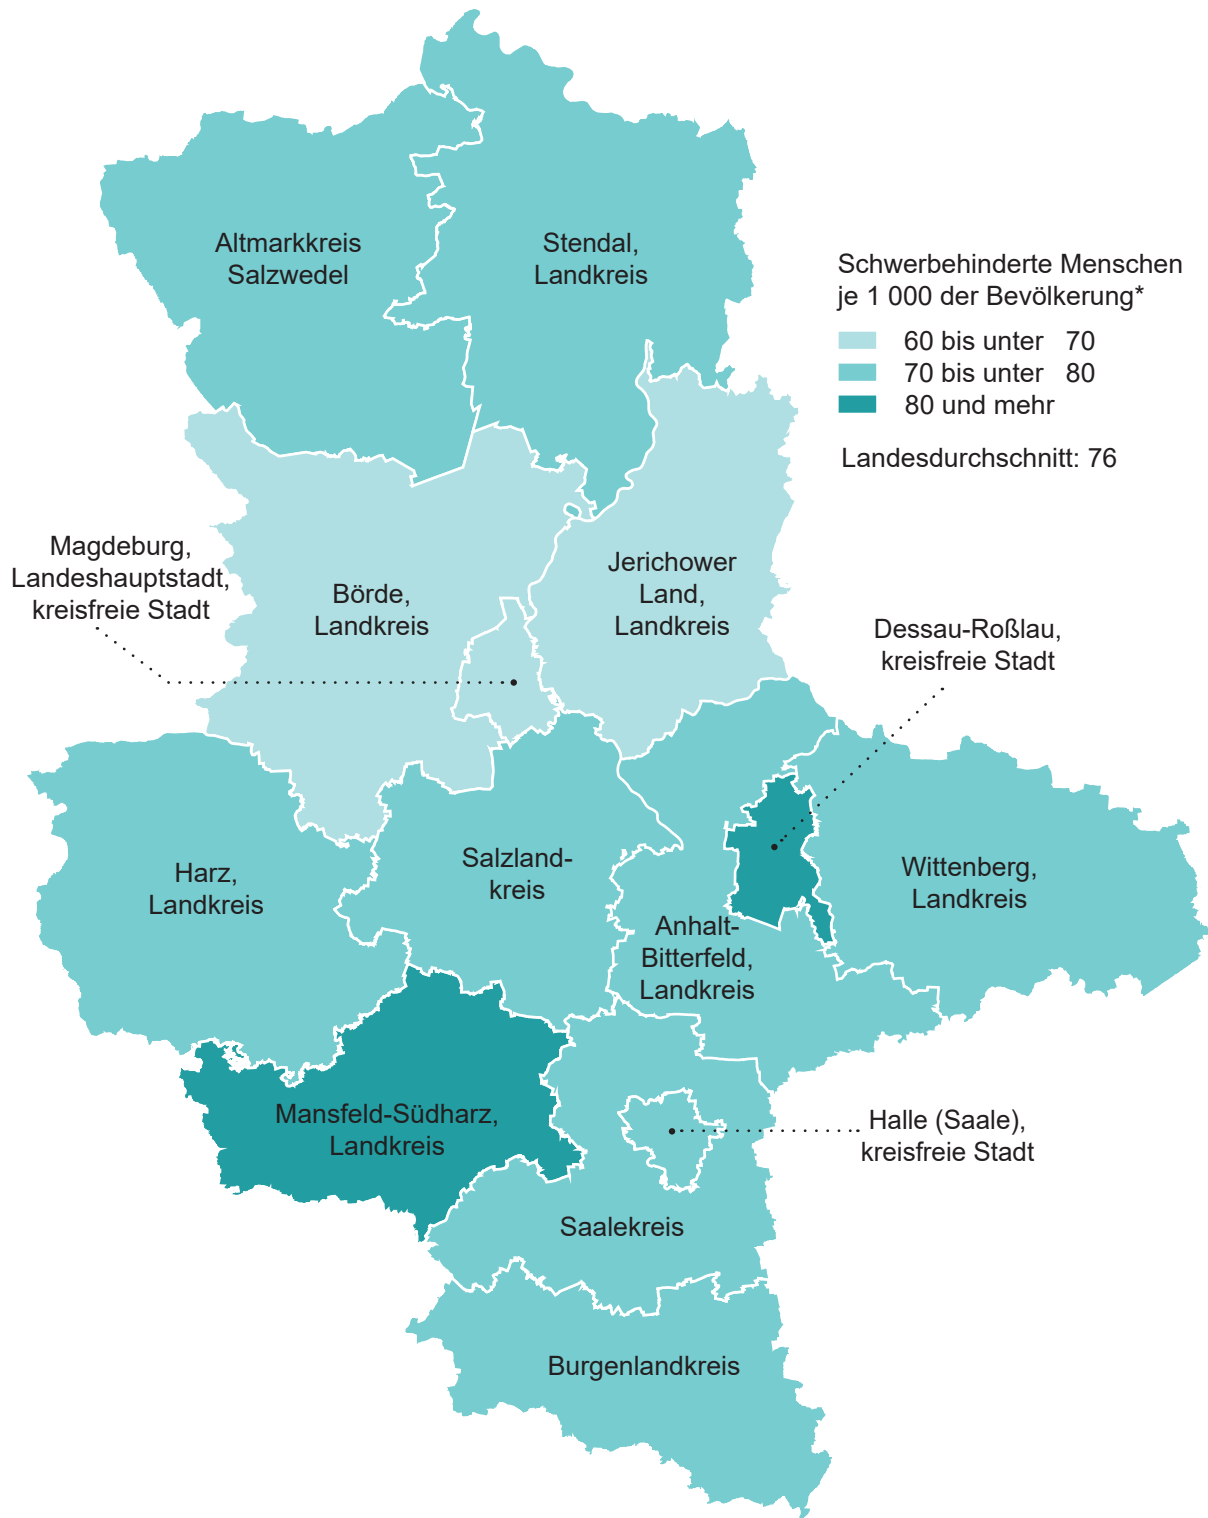 Altmarkkreis
Salzwedel
Stendal,
Landkreis
Schwerbehinderte Menschen
je 1 000 der Bevölkerung*
60 bis unter 70
70 bis unter 80
80 und mehr
Landesdurchschnitt: 76
Magdeburg,
Landeshauptstadt,
kreisfreie Stadt
Börde,
Landkreis
Jerichower
Land,
Landkreis
Dessau-Roßlau,
kreisfreie Stadt
Harz,
Landkreis
Salzland-
kreis
Anhalt-
Bitterfeld,
Landkreis
Wittenberg,
Landkreis
Mansfeld-Südharz,
Landkreis
Halle (Saale),
kreisfreie Stadt
Saalekreis
Burgenlandkreis